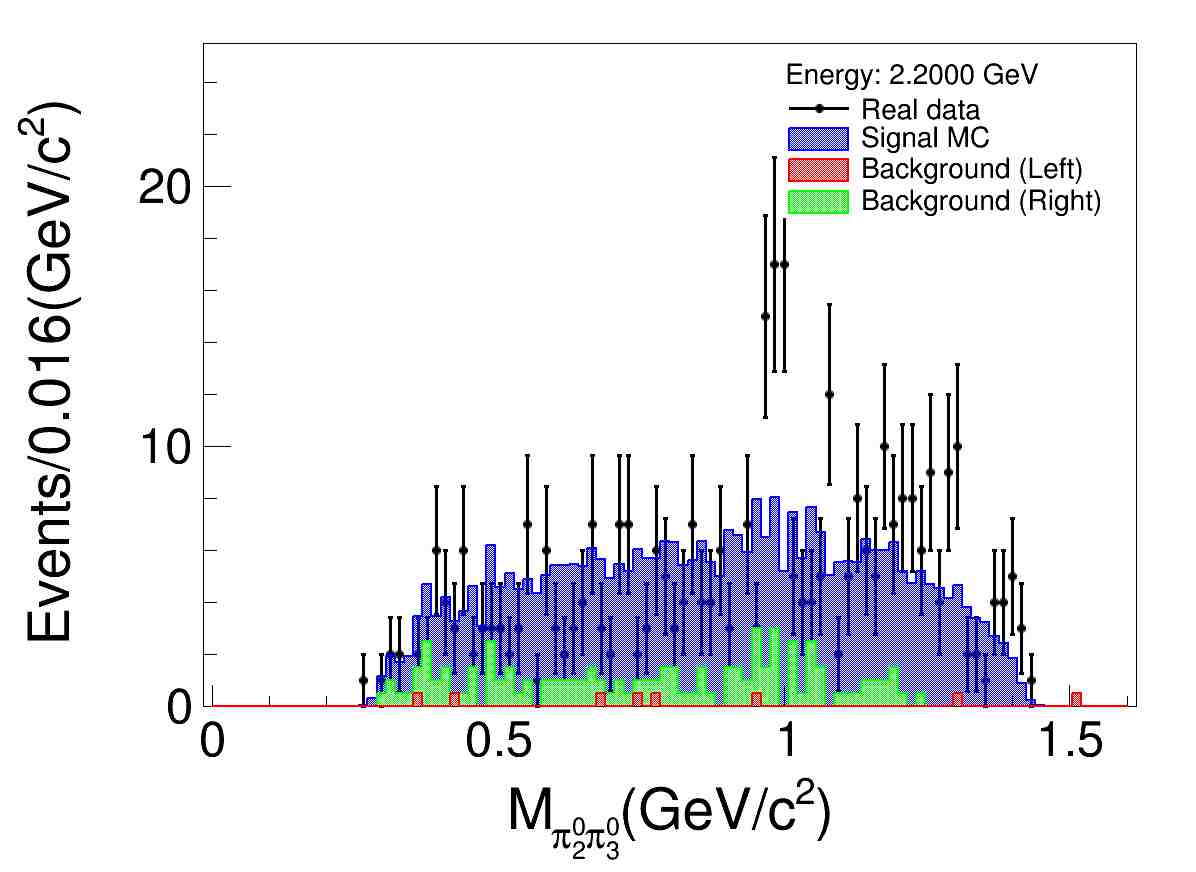 Energy: 2.2000 GeV
Real data
Signal MC
Background (Left)
Background (Right)
Events/0.016(GeV/c²)
20
10
0
0 0.5 1 1.5
M_{π⁰₂π⁰₃}(GeV/c²)